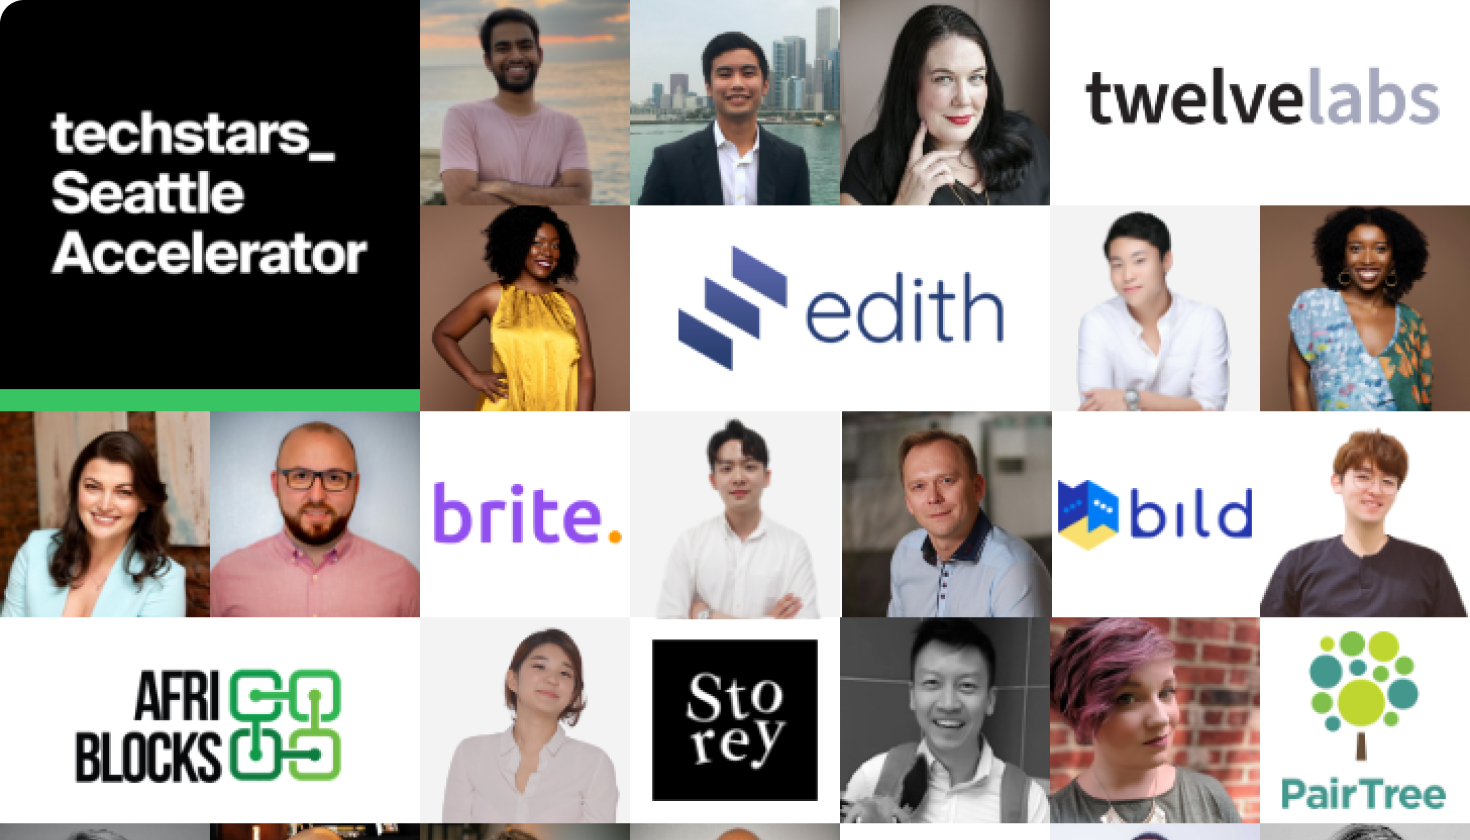 techstars_
Seattle
Accelerator
twelvelabs
edith
brite.
bild
AFRI
BLOCKS
Sto
rey
PairTree